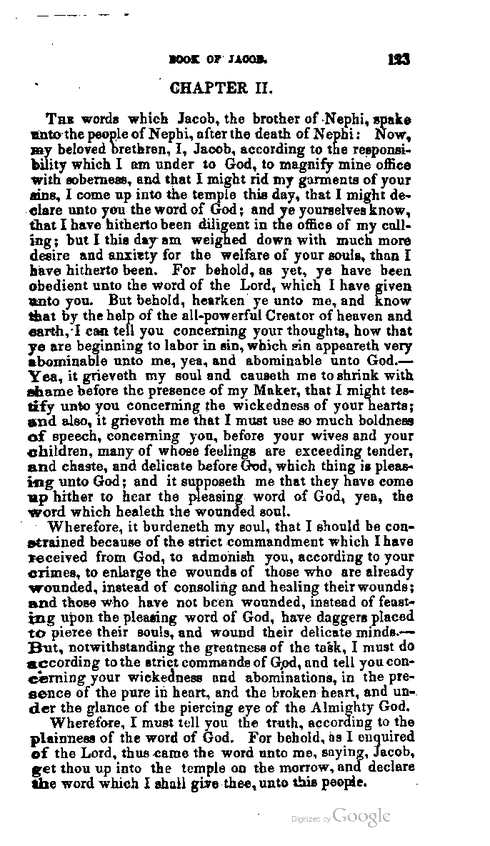 BOOK OF JACOB. 123
CHAPTER II.
THE words which Jacob, the brother of Nephi, spake
unto the people of Nephi, after the death of Nephi: Now,
my beloved brethren, I, Jacob, according to the responsi-
bility which I am under to God, to magnify mine office
with soberness, and that I might rid my garments of your
sins, I come up into the temple this day, that I might de-
clare unto you the word of God; and ye yourselves know,
that I have hitherto been diligent in the office of my call-
ing; but I this day am weighed down with much more
desire and anxiety for the welfare of your souls, than I
have hitherto been. For behold, as yet, ye have been
obedient unto the word of the Lord, which I have given
unto you. But behold, hearken ye unto me, and know
that by the help of the all-powerful Creator of heaven and
earth, I can tell you concerning your thoughts, how that
ye are beginning to labor in sin, which sin appeareth very
abominable unto me, yea, and abominable unto God.—
Yea, it grieveth my soul and causeth me to shrink with
shame before the presence of my Maker, that I might tes-
tify unto you concerning the wickedness of your hearts;
and also, it grieveth me that I must use so much boldness
of speech, concerning you, before your wives and your
children, many of whose feelings are exceeding tender,
and chaste, and delicate before God, which thing is pleas-
ing unto God; and it supposeth me that they have come
up hither to hear the pleasing word of God, yea, the
word which healeth the wounded soul.
Wherefore, it burdeneth my soul, that I should be con-
strained because of the strict commandment which I have
received from God, to admonish you, according to your
crimes, to enlarge the wounds of those who are already
wounded, instead of consoling and healing their wounds;
and those who have not been wounded, instead of feast-
ing upon the pleasing word of God, have daggers placed
to pierce their souls, and wound their delicate minds.—
But, notwithstanding the greatness of the task, I must do
according to the strict commands of God, and tell you con-
cerning your wickedness and abominations, in the pre-
sence of the pure in heart, and the broken heart, and un-
der the glance of the piercing eye of the Almighty God.
Wherefore, I must tell you the truth, according to the
plainness of the word of God. For behold, as I enquired
of the Lord, thus came the word unto me, saying, Jacob,
get thou up into the temple on the morrow, and declare
the word which I shall give thee, unto this people.
Digitized by Google